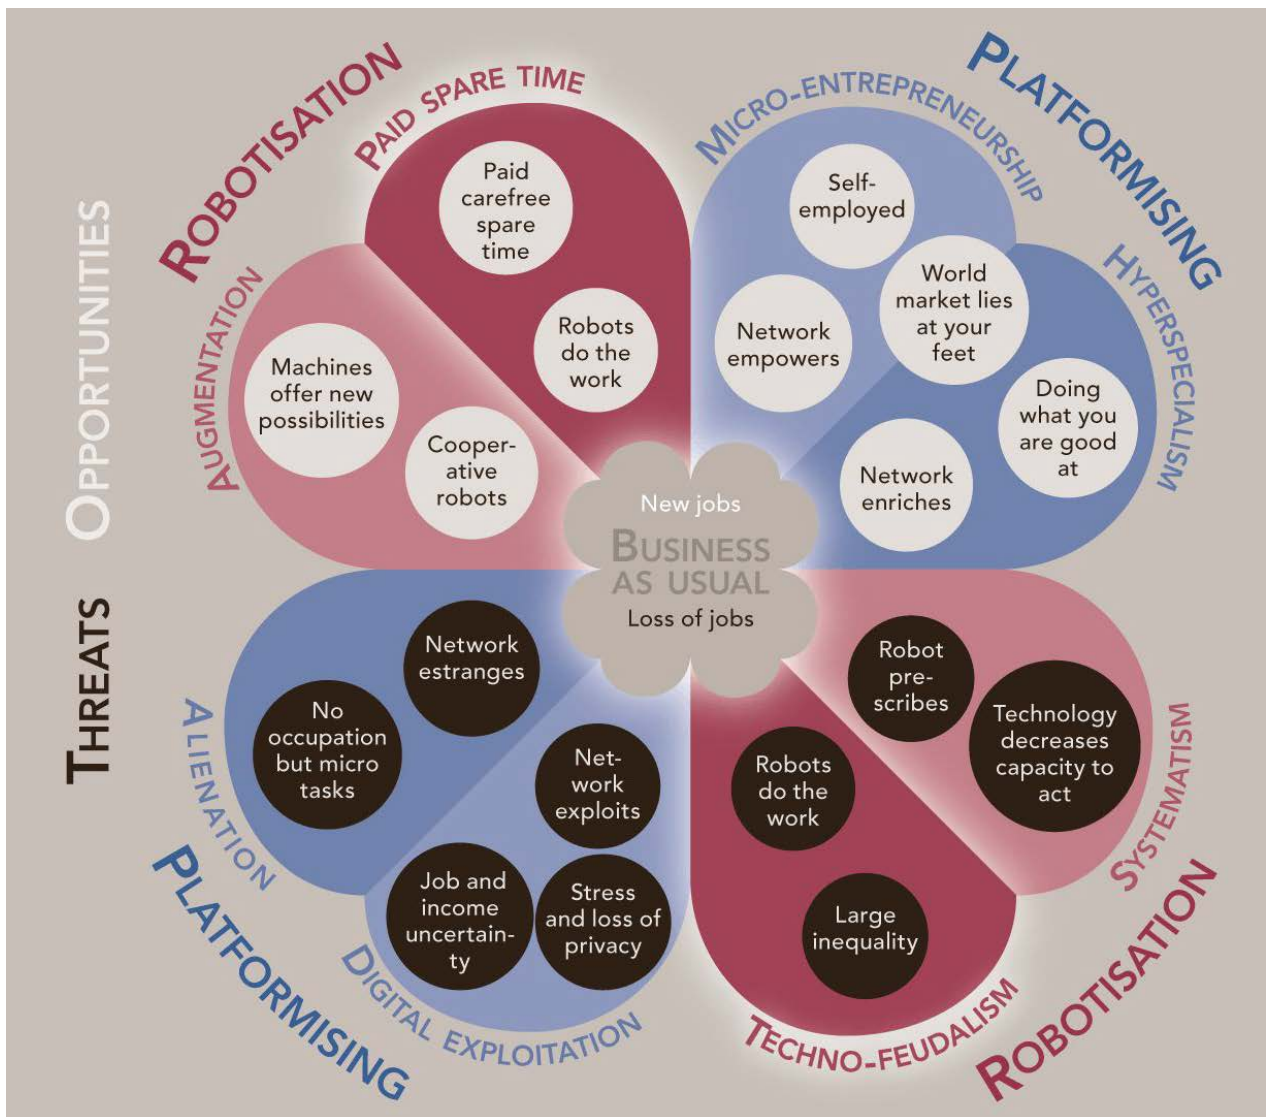 OPPORTUNITIES
THREATS
ROBOTISATION
PAID SPARE TIME
Paid
carefree
spare
time
Robots
do the
work
AUGMENTATION
Machines
offer new
possibilities
Cooper-
ative
robots
PLATFORMISING
MICRO-ENTREPRENEURSHIP
Self-
employed
Network
empowers
World
market lies
at your
feet
HYPERSPECIALISM
Doing
what you
are good
at
Network
enriches
New jobs
BUSINESS
AS USUAL
Loss of jobs
ALIENATION
Network
estranges
No
occupation
but micro
tasks
PLATFORMISING
DIGITAL EXPLOITATION
Net-
work
exploits
Job and
income
uncertain-
ty
Stress
and loss of
privacy
TECHNO-FEUDALISM
Robots
do the
work
Large
inequality
SYSTEMATISM
Robot
pre-
scribes
Technology
decreases
capacity to
act
ROBOTISATION